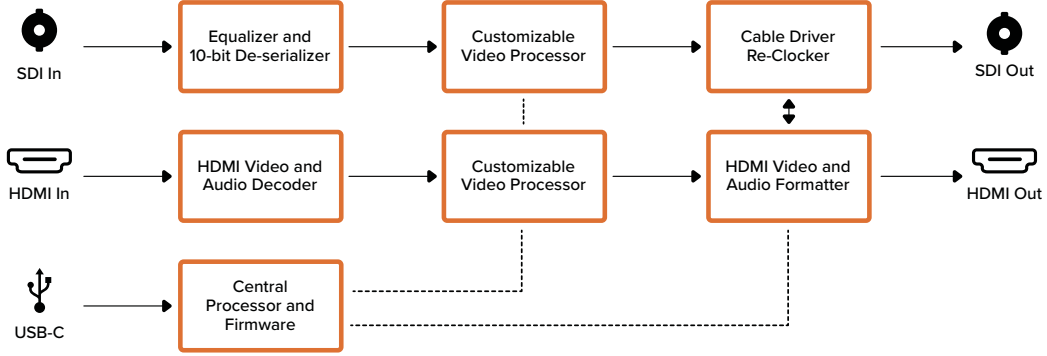 SDI In
Equalizer and
10-bit De-serializer
Customizable
Video Processor
Cable Driver
Re-Clocker
SDI Out
HDMI In
HDMI Video and
Audio Decoder
Customizable
Video Processor
HDMI Video and
Audio Formatter
HDMI Out
USB-C
Central
Processor and
Firmware